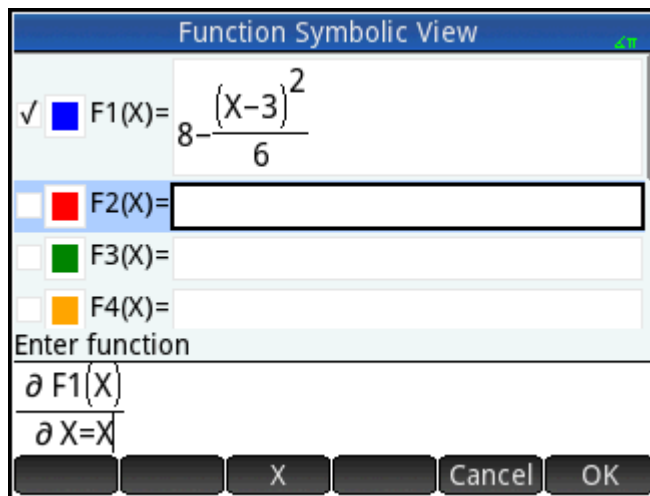 Function Symbolic View
∡π
√ F1(X)= 8-(X-3)²/6
F2(X)=
F3(X)=
F4(X)=
Enter function
∂ F1(X)
∂ X=X
X Cancel OK